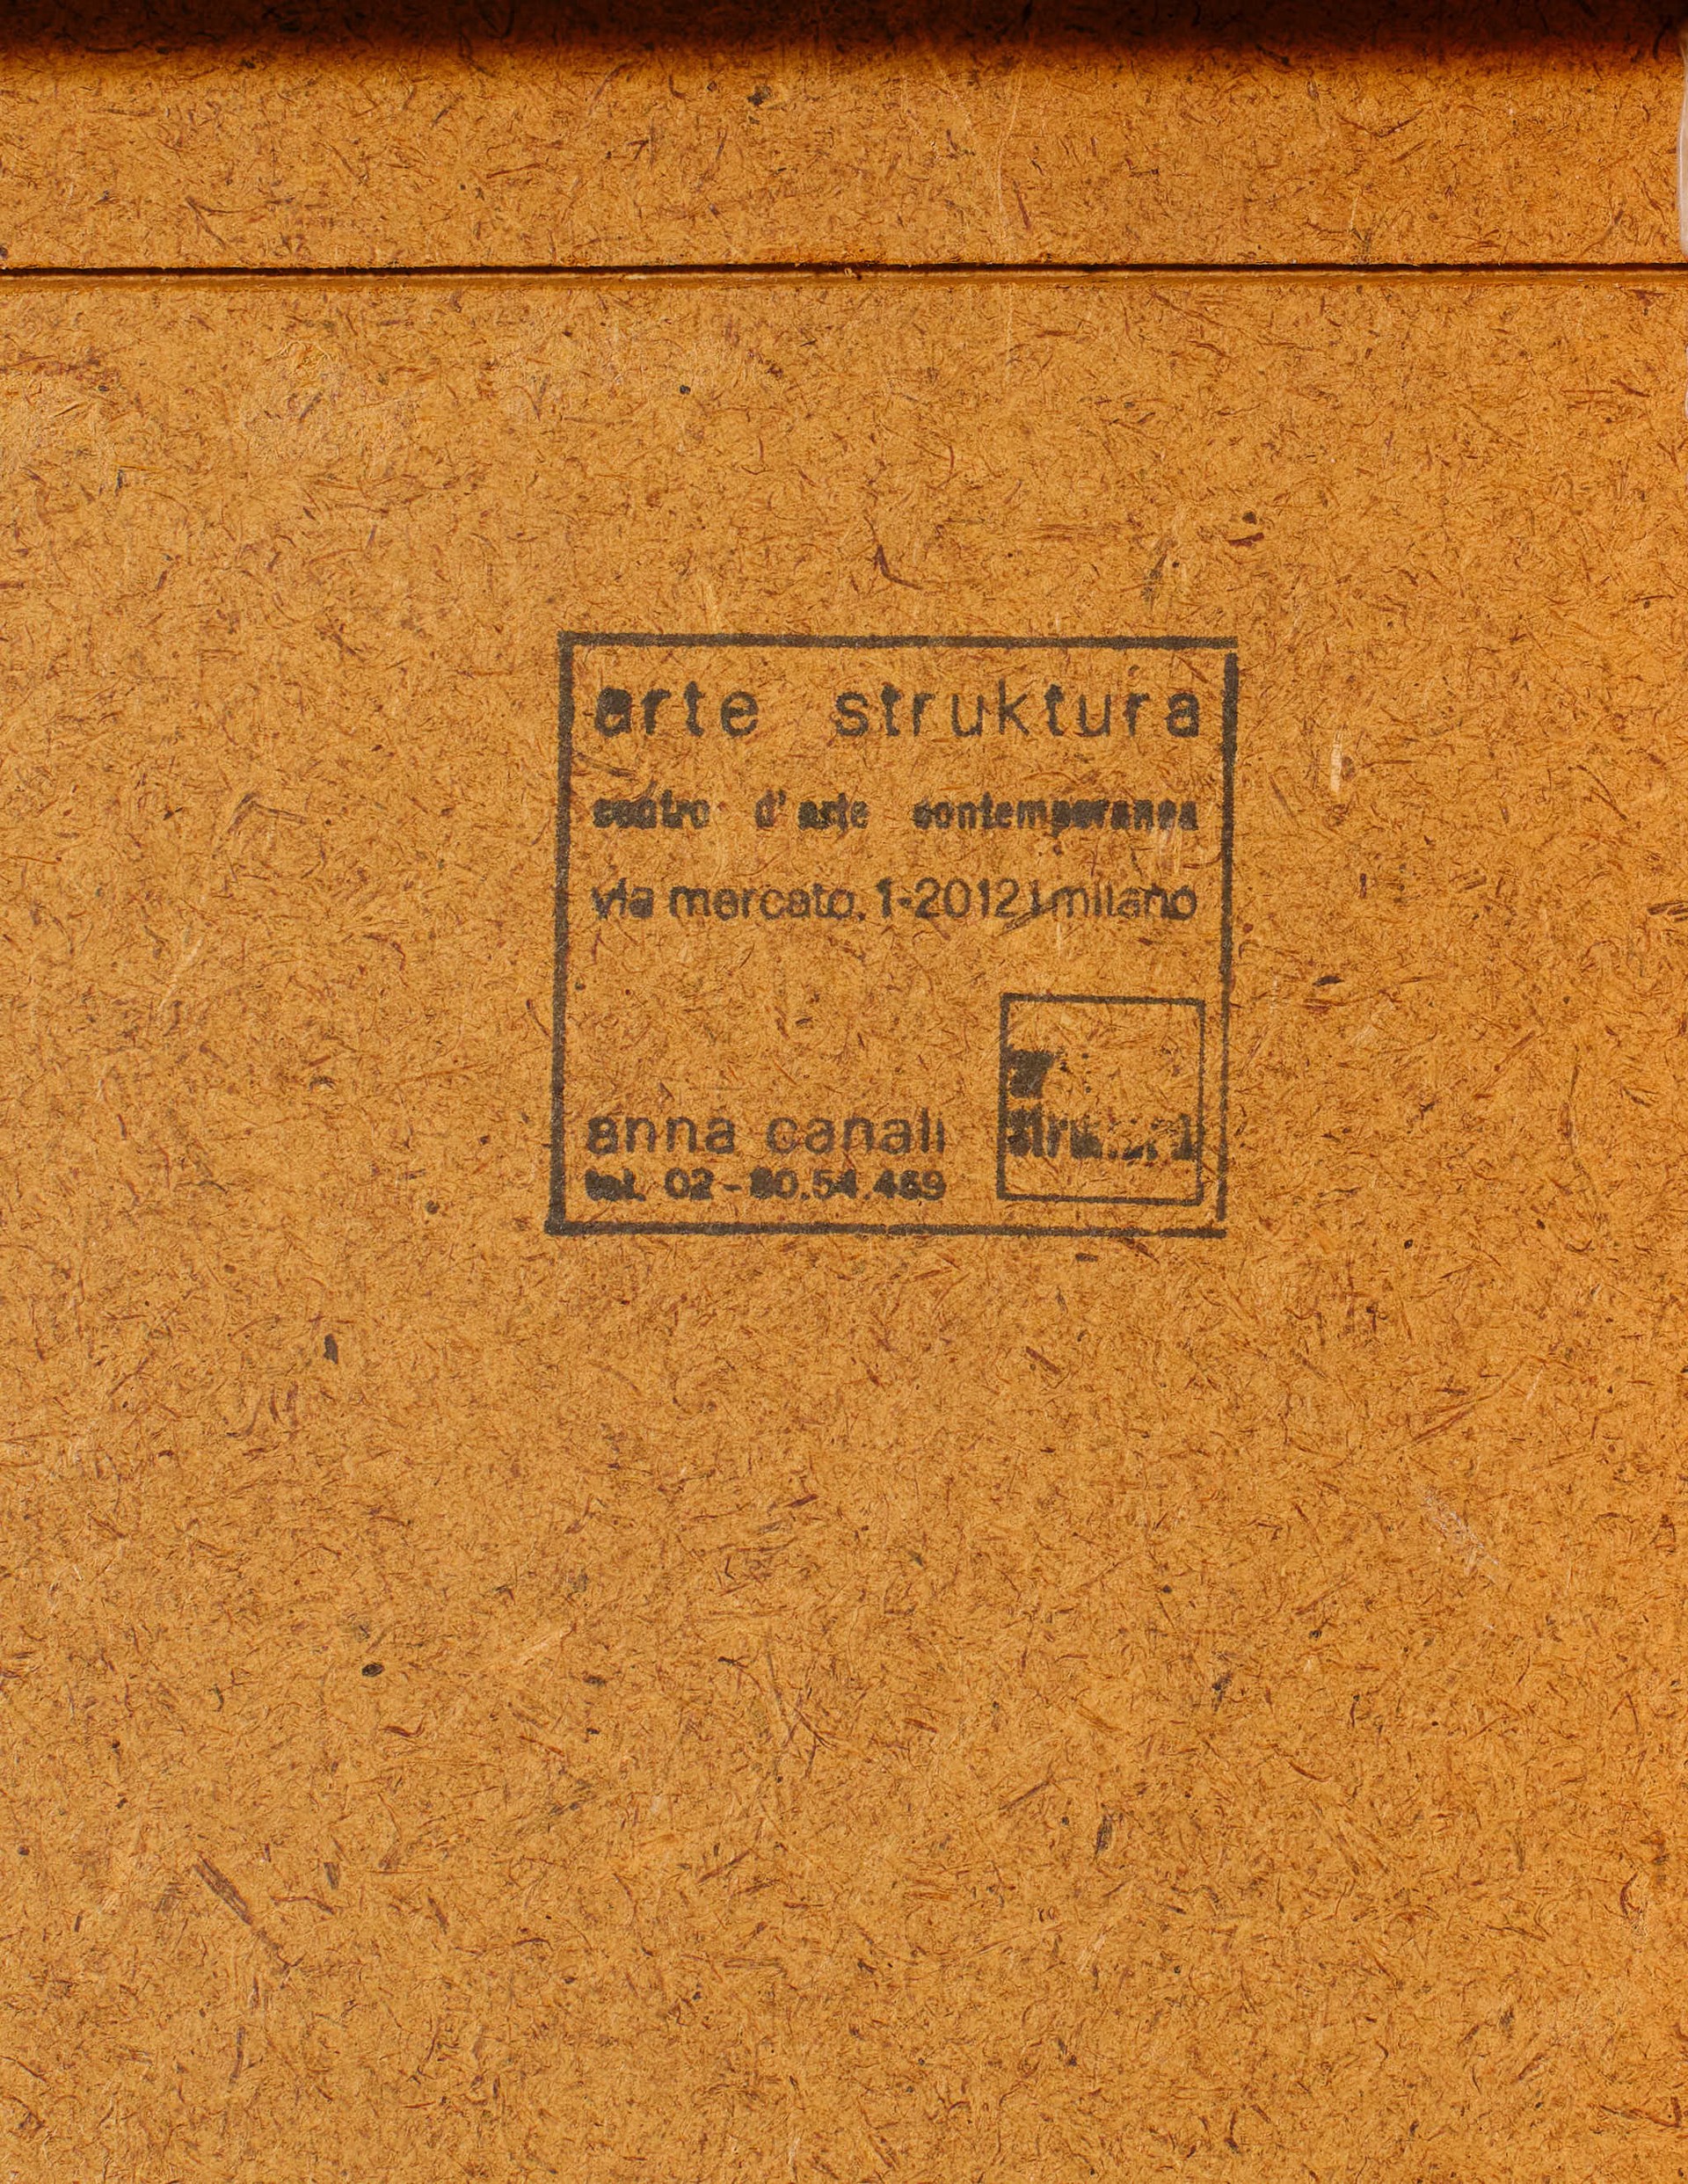 arte struktura
centro d'arte contemporanea
via mercato, 1-20121 milano
anna canali
tel. 02-80.54.469